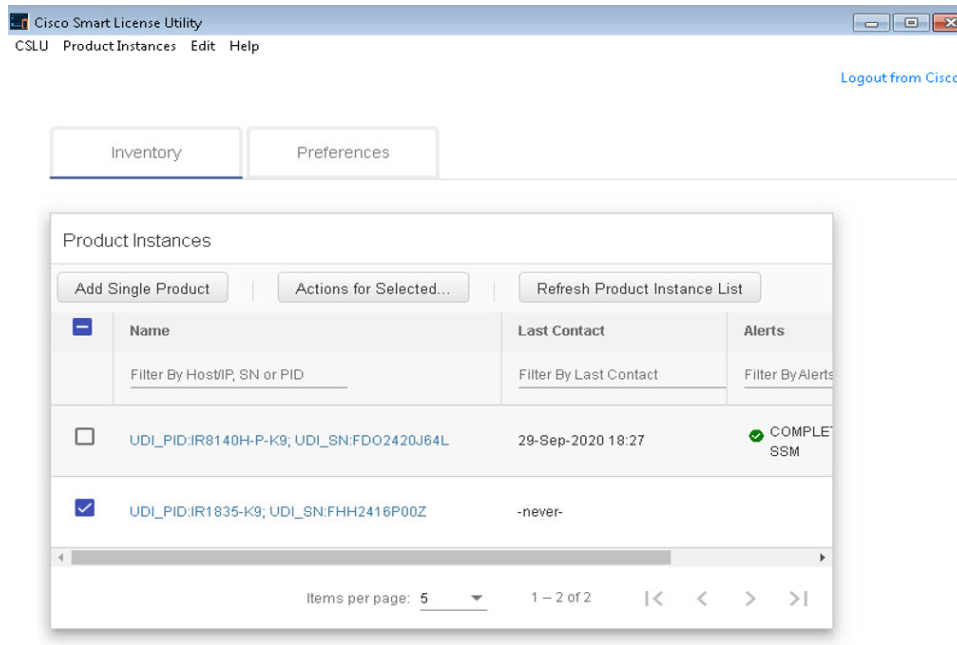 Cisco Smart License Utility
CSLU Product Instances Edit Help
Logout from Cisco
Inventory Preferences
Product Instances
Add Single Product Actions for Selected... Refresh Product Instance List
Name Last Contact Alerts
Filter By Host/IP, SN or PID Filter By Last Contact Filter By Alerts
UDI_PID:IR8140H-P-K9; UDI_SN:FDO2420J64L 29-Sep-2020 18:27 COMPLET
SSM
UDI_PID:IR1835-K9; UDI_SN:FHH2416P00Z -never-
Items per page: 5 1 – 2 of 2